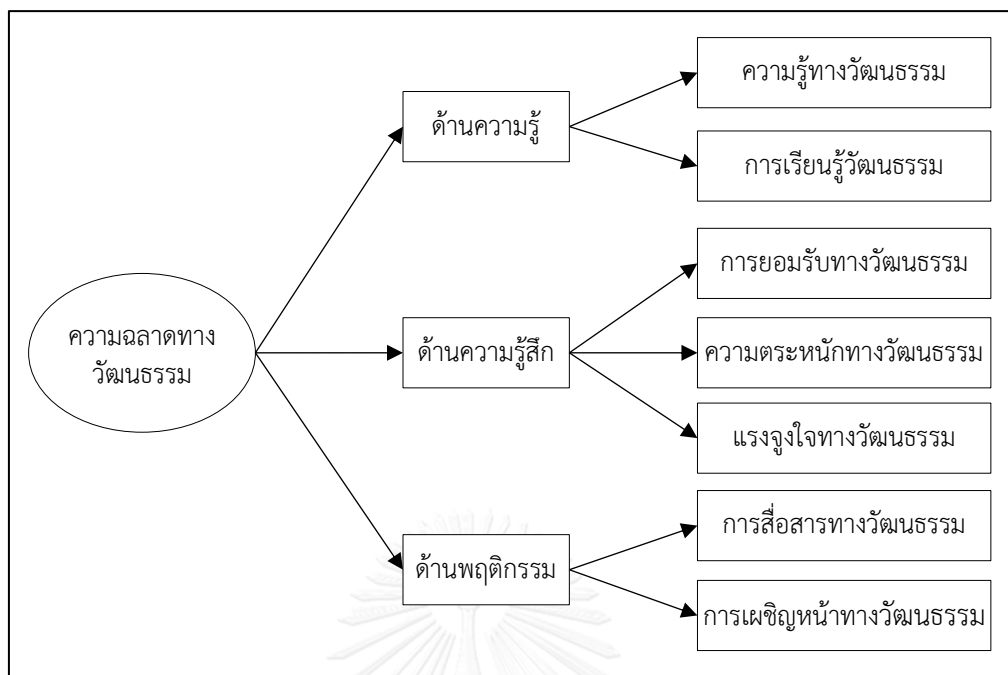 ความรู้ทางวัฒนธรรม
ด้านความรู้
การเรียนรู้วัฒนธรรม
การยอมรับทางวัฒนธรรม
ความฉลาดทาง
วัฒนธรรม
ด้านความรู้สึก
ความตระหนักทางวัฒนธรรม
แรงจูงใจทางวัฒนธรรม
การสื่อสารทางวัฒนธรรม
ด้านพฤติกรรม
การเผชิญหน้าทางวัฒนธรรม